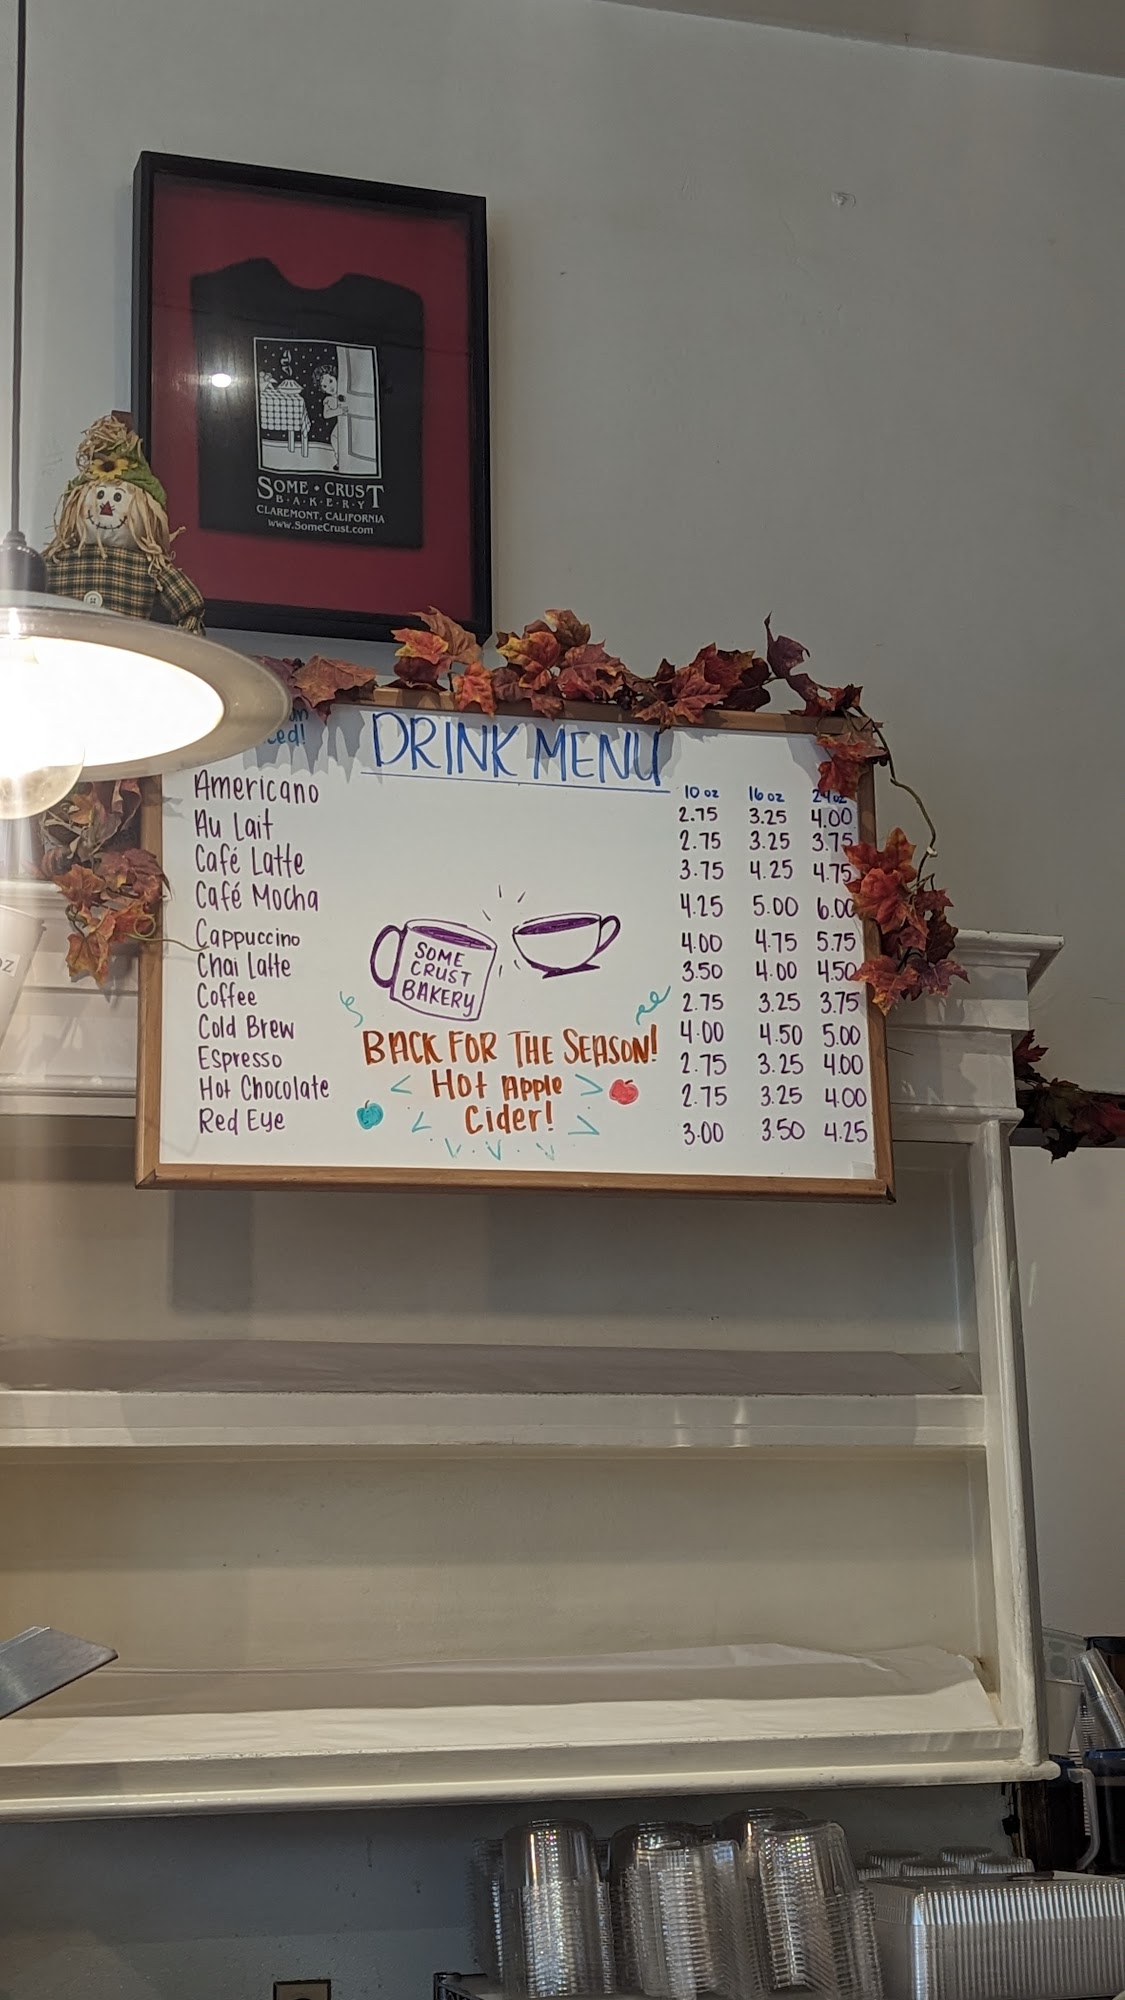 SOME • CRUST
B·A·K·E·R·Y
CLAREMONT, CALIFORNIA
www.SomeCrust.com
DRINK MENU
10 oz 16 oz 24 oz
Americano 2.75 3.25 4.00
Au Lait 2.75 3.25 3.75
Café Latte 3.75 4.25 4.75
Café Mocha 4.25 5.00 6.00
Cappuccino 4.00 4.75 5.75
Chai Latte 3.50 4.00 4.50
Coffee 2.75 3.25 3.75
Cold Brew 4.00 4.50 5.00
Espresso 2.75 3.25 4.00
Hot Chocolate 2.75 3.25 4.00
Red Eye 3.00 3.50 4.25
SOME
CRUST
BAKERY
BACK FOR THE SEASON!
Hot Apple
Cider!